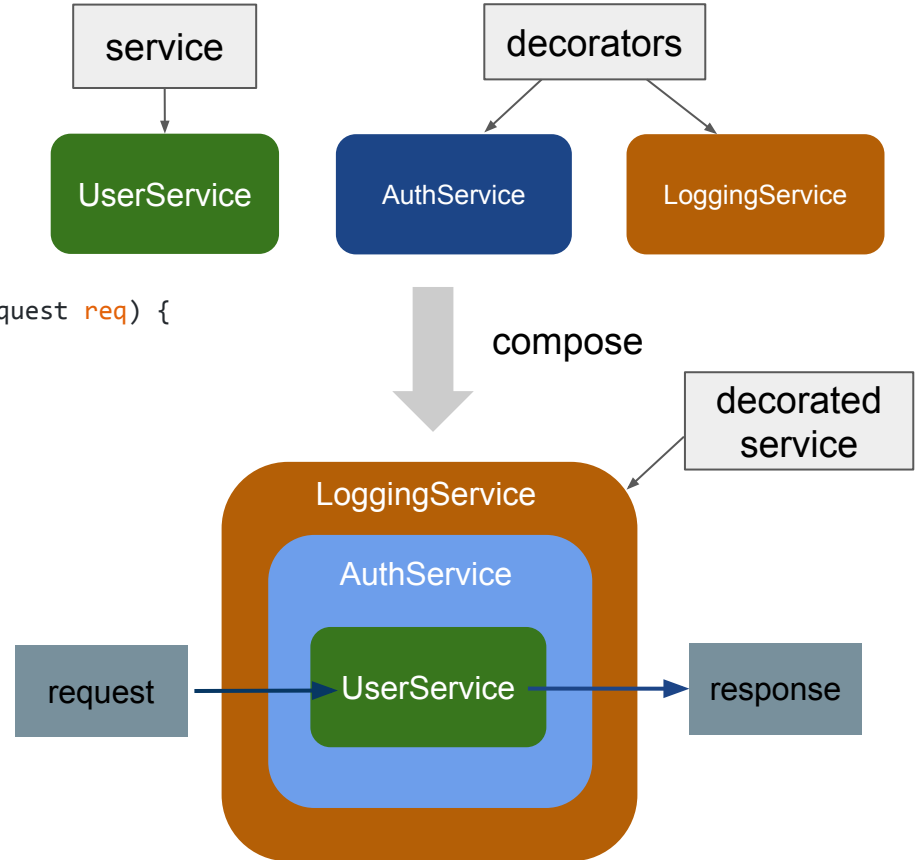 service
decorators
UserService
AuthService
LoggingService
quest req) {
compose
decorated
service
LoggingService
AuthService
request
UserService
response